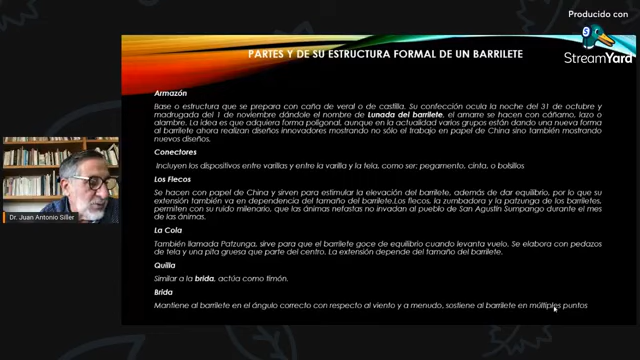 Producido con
StreamYard
PARTES Y DE SU ESTRUCTURA FORMAL DE UN BARRILETE
Armazón
Base o estructura que se prepara con caña de veral o de castilla. Su confección ocula la noche del 31 de octubre y
madrugada del 1 de noviembre dándole el nombre de Lunada del barrilete, el amarre se hacen con cáñamo, lazo o
alambre. La idea es que adquiera forma poligonal, aunque en la actualidad varios grupos están dando una nueva forma
al barrilete ahora realizan diseños innovadores mostrando no sólo el trabajo en papel de China sino también mostrando
nuevos diseños.
Conectores
Incluyen los dispositivos entre varillas y entre la varilla y la tela, como ser: pegamento, cinta, o bolsillos
Los Flecos
Se hacen con papel de China y sirven para estimular la elevación del barrilete, además de dar equilibrio, por lo que su
extensión también va en dependencia del tamaño del barrilete.Los flecos, la zumbadora y la patzunga de los barriletes,
permiten con su ruido milenario, que las ánimas nefastas no invadan al pueblo de San Agustín Sumpango durante el mes
de las ánimas.
La Cola
También llamada Patzunga, sirve para que el barrilete goce de equilibrio cuando levanta vuelo. Se elabora con pedazos
de tela y una pita gruesa que parte del centro. La extensión depende del tamaño del barrilete.
Quilla
Similar a la brida, actúa como timón.
Brida
Mantiene al barrilete en el ángulo correcto con respecto al viento y a menudo, sostiene al barrilete en múltiples puntos
Dr. Juan Antonio Siller